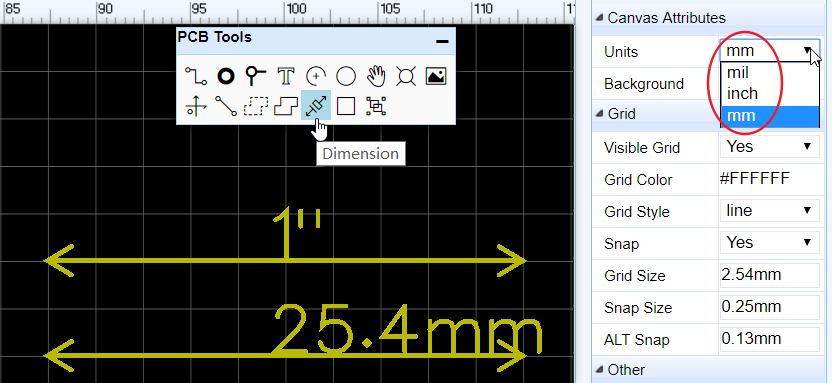 85 90 95 100 105 110
PCB Tools
T
Dimension
1"
25.4mm
Canvas Attributes
Units mm
mil
inch
mm
Background
Grid
Visible Grid Yes
Grid Color #FFFFFF
Grid Style line
Snap Yes
Grid Size 2.54mm
Snap Size 0.25mm
ALT Snap 0.13mm
Other